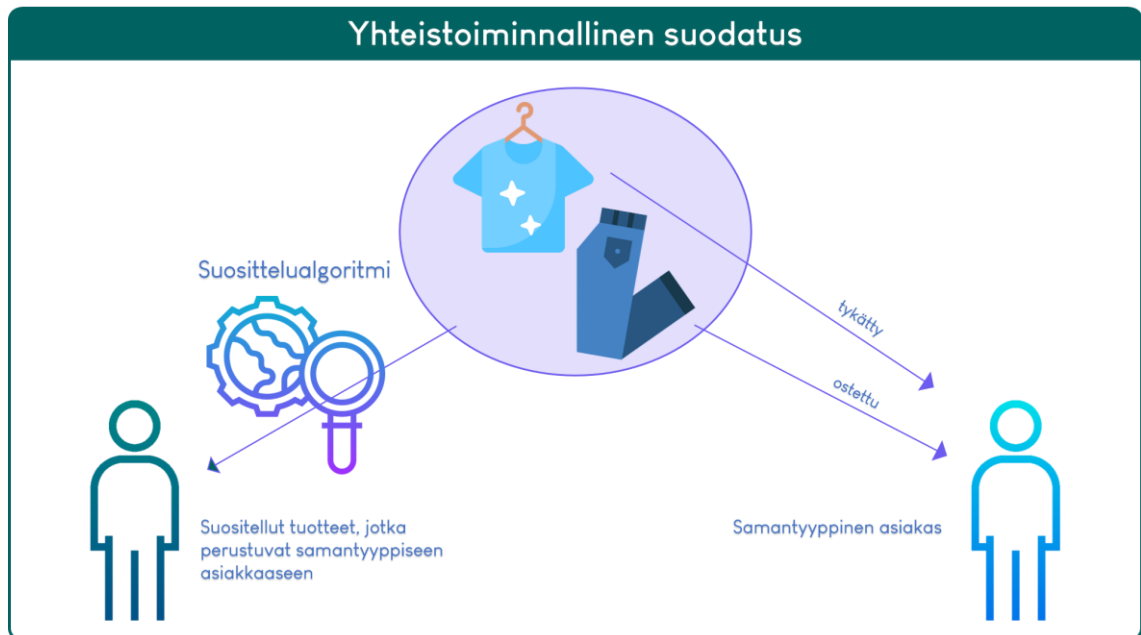 Yhteistoiminnallinen suodatus
Suosittelualgoritmi
tykätty
ostettu
Suositellut tuotteet, jotka
perustuvat samantyyppiseen
asiakkaaseen
Samantyyppinen asiakas